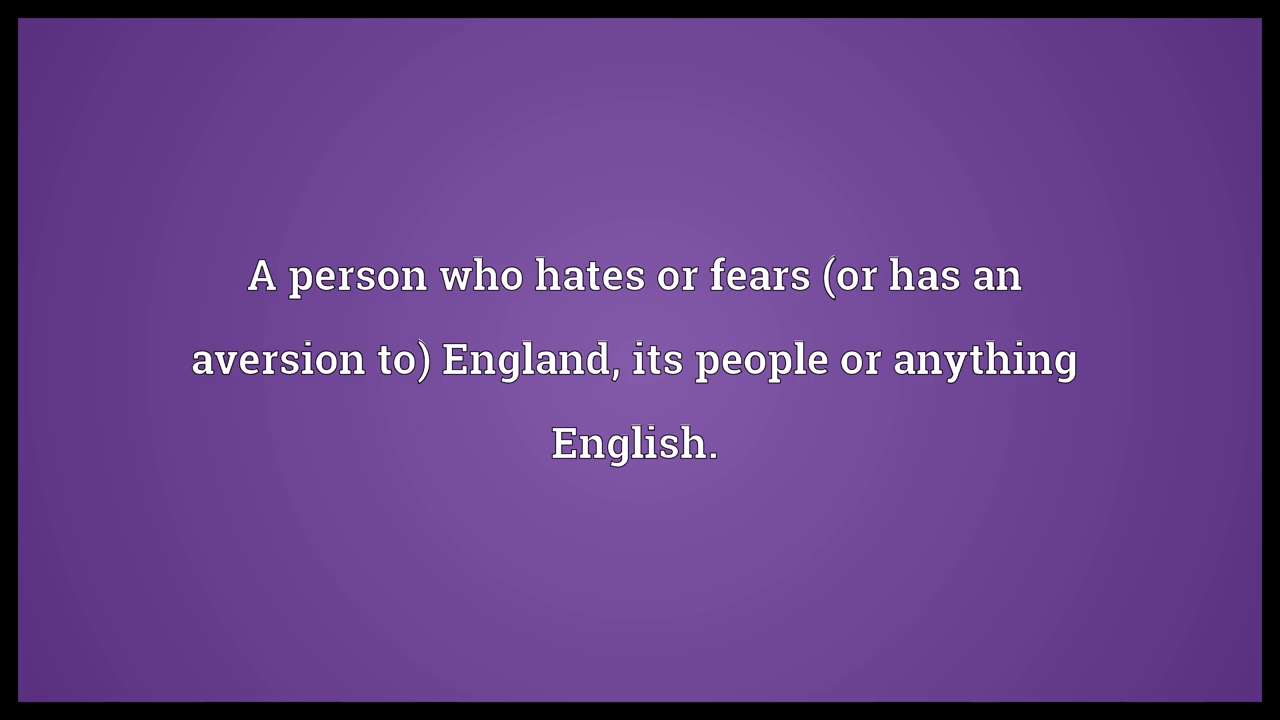 A person who hates or fears (or has an
aversion to) England, its people or anything
English.